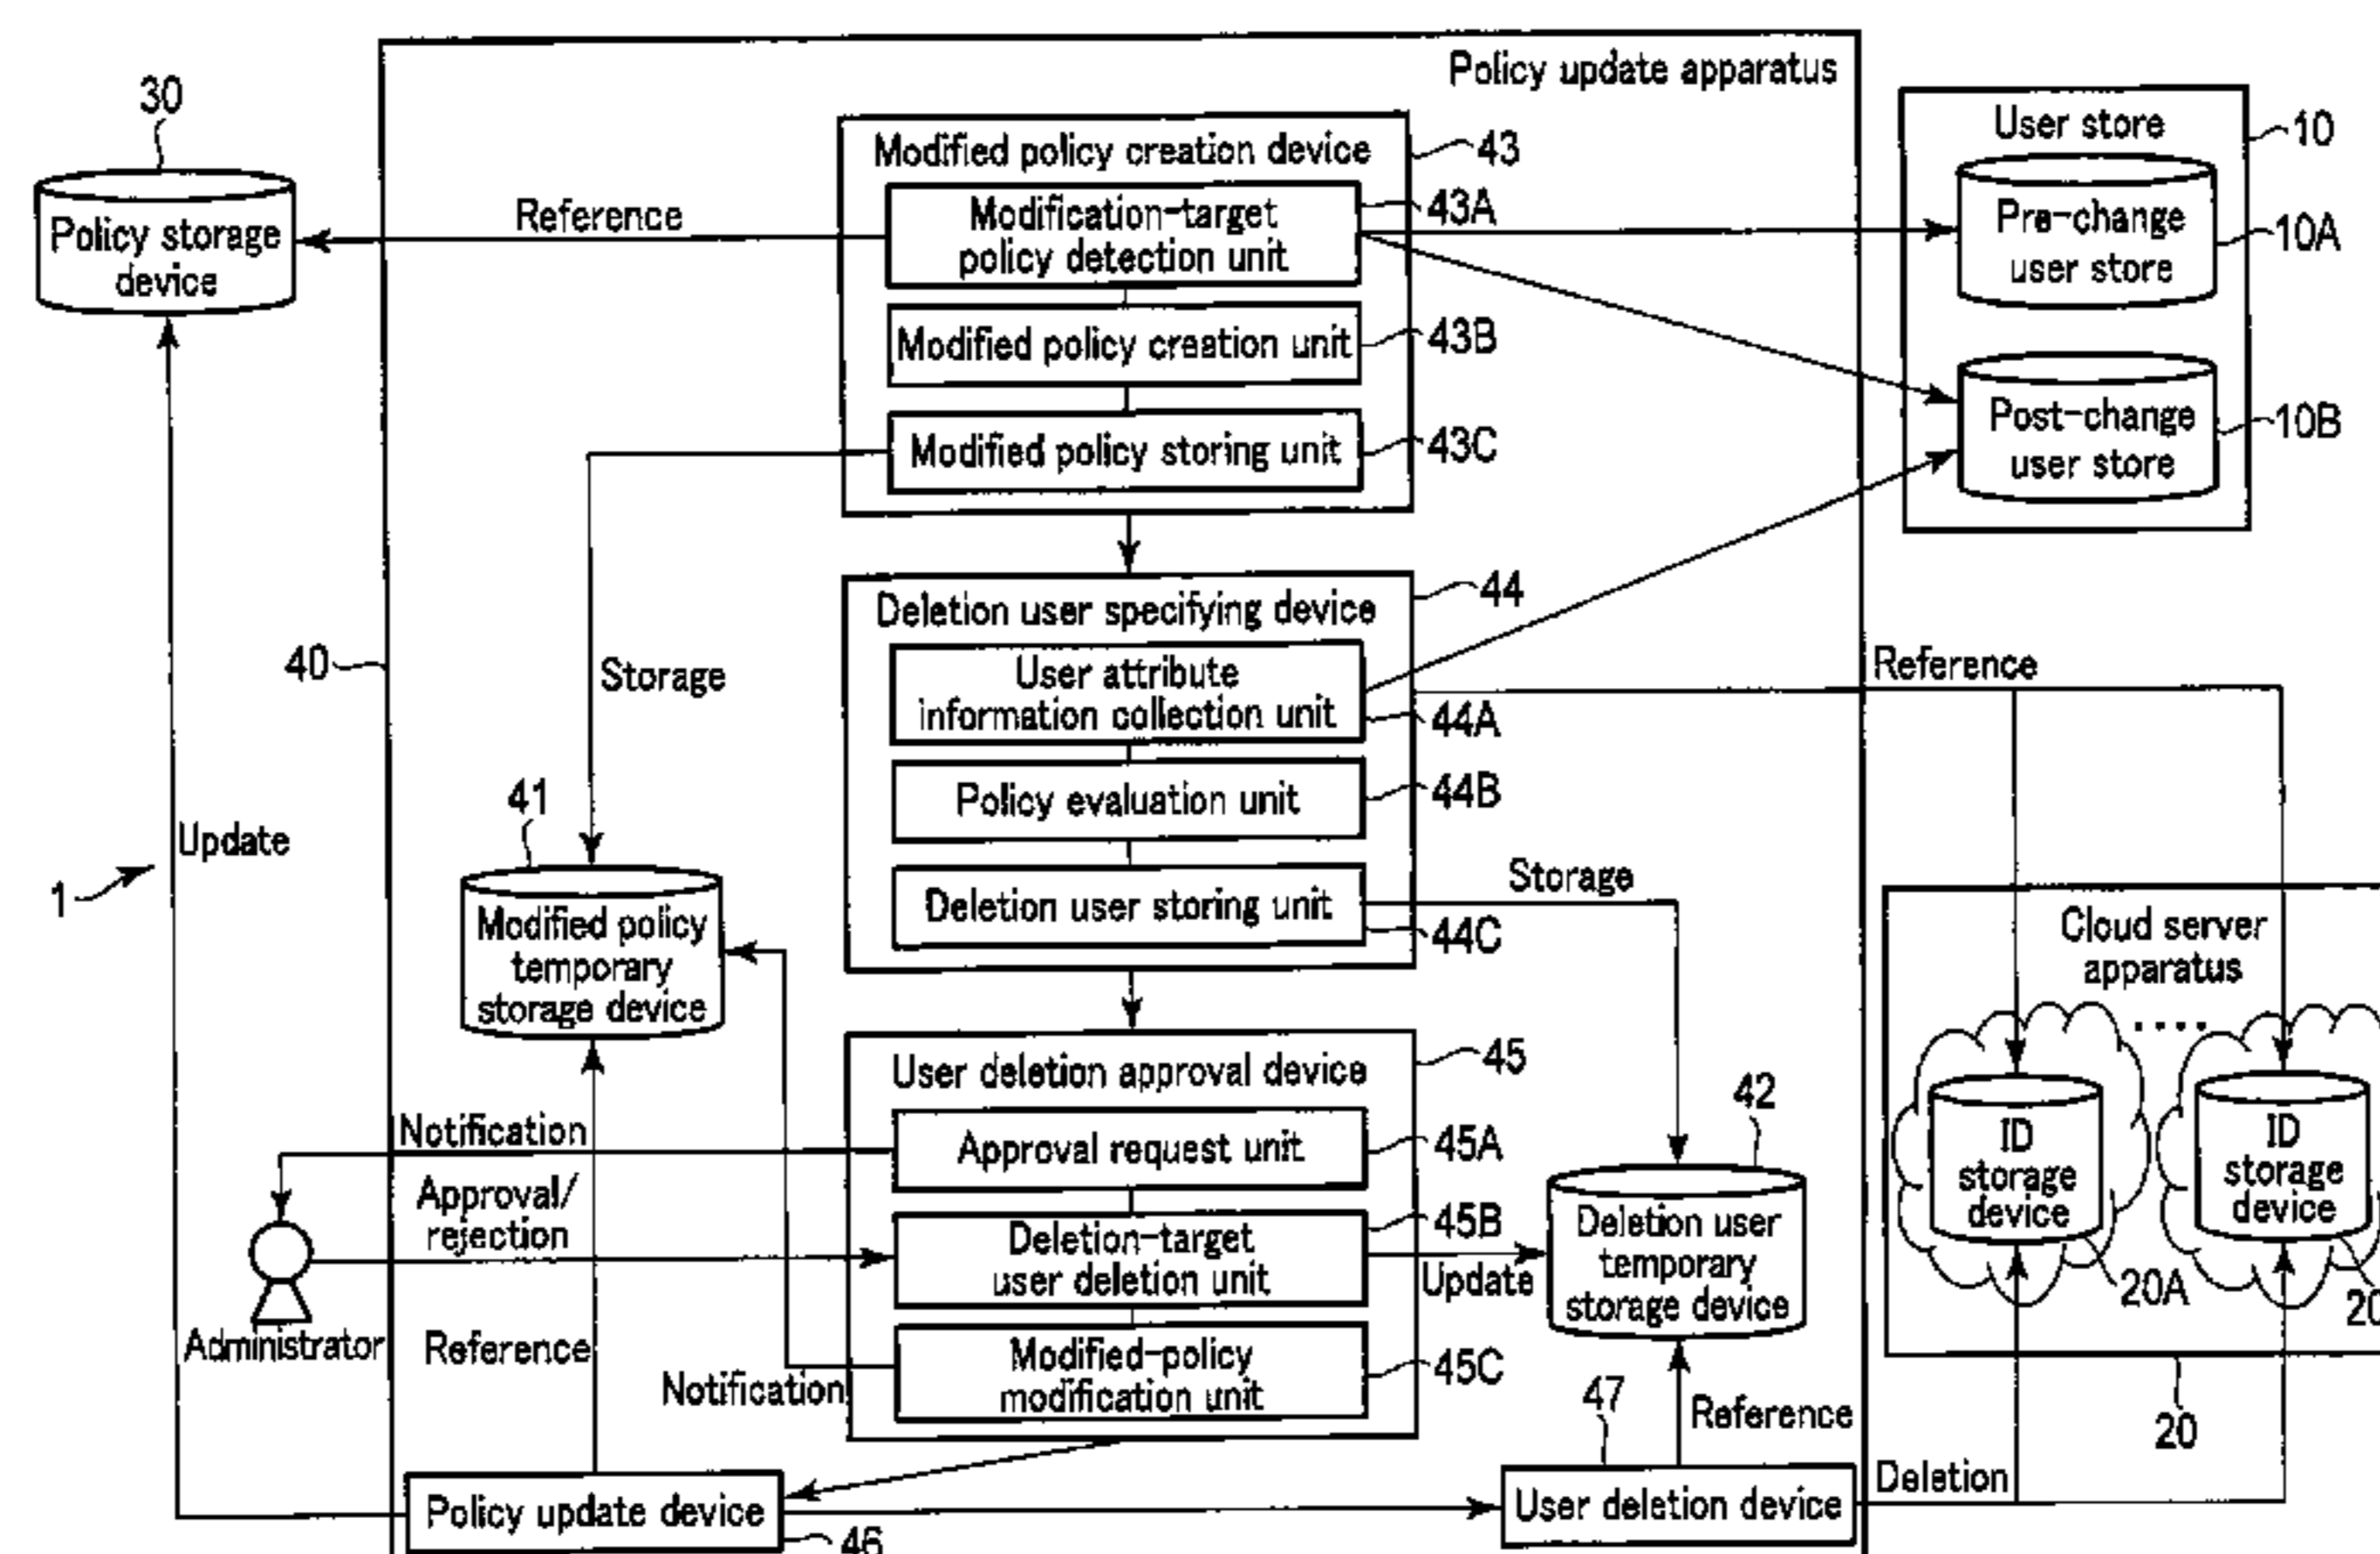 Policy update apparatus
30
Policy storage
device
Reference
Modified policy creation device
43
Modification-target
policy detection unit
43A
Modified policy creation unit
43B
Modified policy storing unit
43C
User store
10
Pre-change
user store
10A
Post-change
user store
10B
40
Storage
Deletion user specifying device
44
User attribute
information collection unit
44A
Policy evaluation unit
44B
Deletion user storing unit
44C
Reference
Storage
1
Update
41
Modified policy
temporary
storage device
Cloud server
apparatus
....
ID
storage
device
20A
ID
storage
device
20
20
User deletion approval device
45
Notification
Approval request unit
45A
Approval/
rejection
Deletion-target
user deletion unit
45B
Update
42
Deletion user
temporary
storage device
Administrator
Reference
Notification
Modified-policy
modification unit
45C
47
Reference
Policy update device
46
User deletion device
Deletion